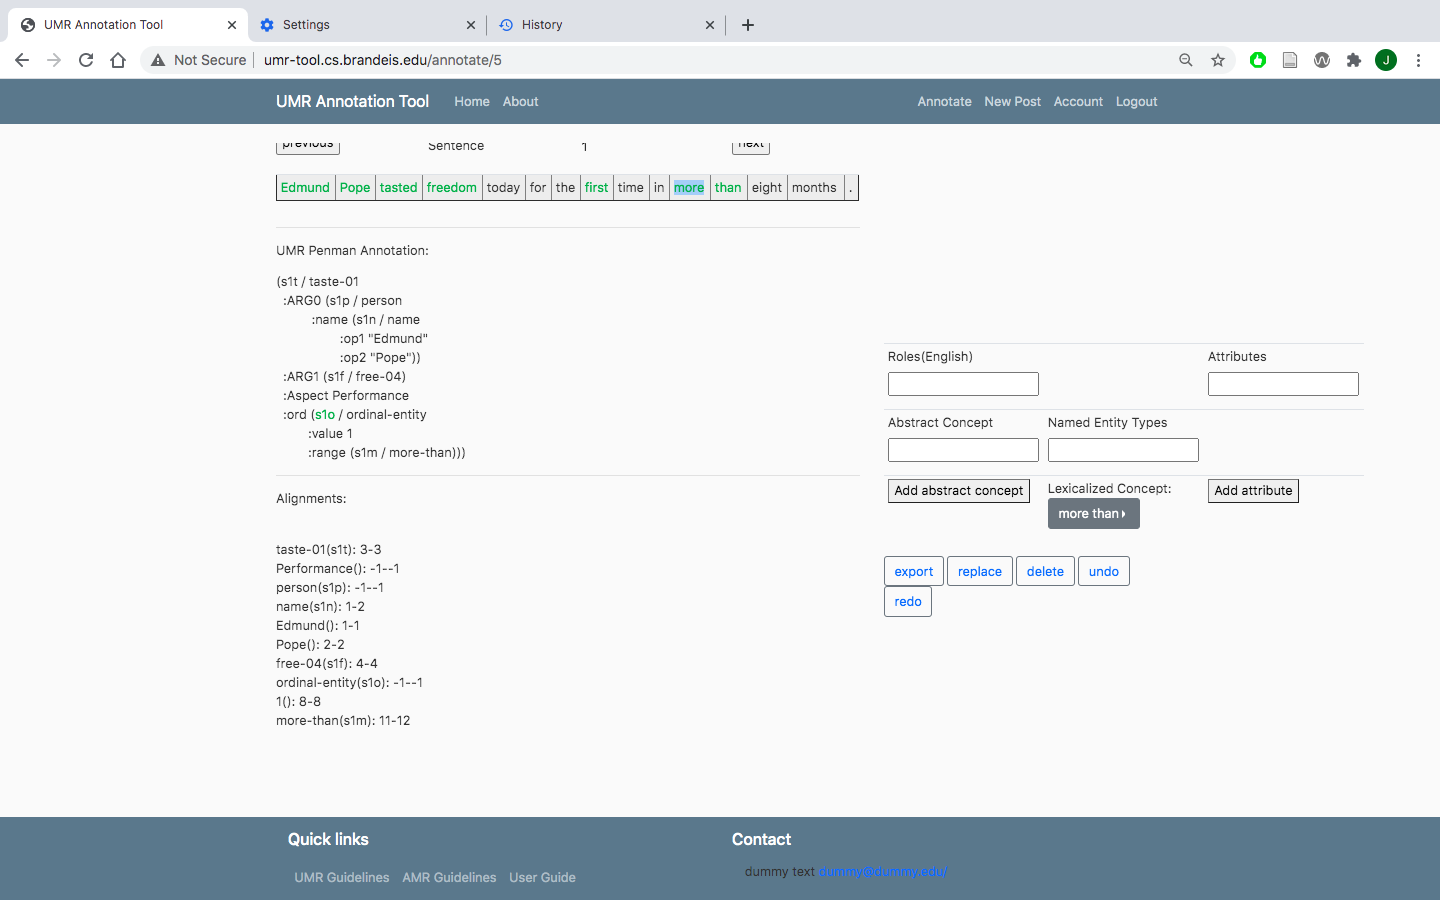 UMR Annotation Tool
Settings
History
Not Secure
umr-tool.cs.brandeis.edu/annotate/5
J
UMR Annotation Tool
Home
About
Annotate
New Post
Account
Logout
previous
Sentence
1
next
Edmund Pope tasted freedom today for the first time in more than eight months .
UMR Penman Annotation:
(s1t / taste-01
:ARG0 (s1p / person
:name (s1n / name
:op1 "Edmund"
:op2 "Pope"))
:ARG1 (s1f / free-04)
:Aspect Performance
:ord (s1o / ordinal-entity
:value 1
:range (s1m / more-than)))
Alignments:
taste-01(s1t): 3-3
Performance(): -1--1
person(s1p): -1--1
name(s1n): 1-2
Edmund(): 1-1
Pope(): 2-2
free-04(s1f): 4-4
ordinal-entity(s1o): -1--1
1(): 8-8
more-than(s1m): 11-12
Roles(English)
Attributes
Abstract Concept
Named Entity Types
Add abstract concept
Lexicalized Concept:
more than
Add attribute
export
replace
delete
undo
redo
Quick links
UMR Guidelines
AMR Guidelines
User Guide
Contact
dummy text dummy@dummy.edu/